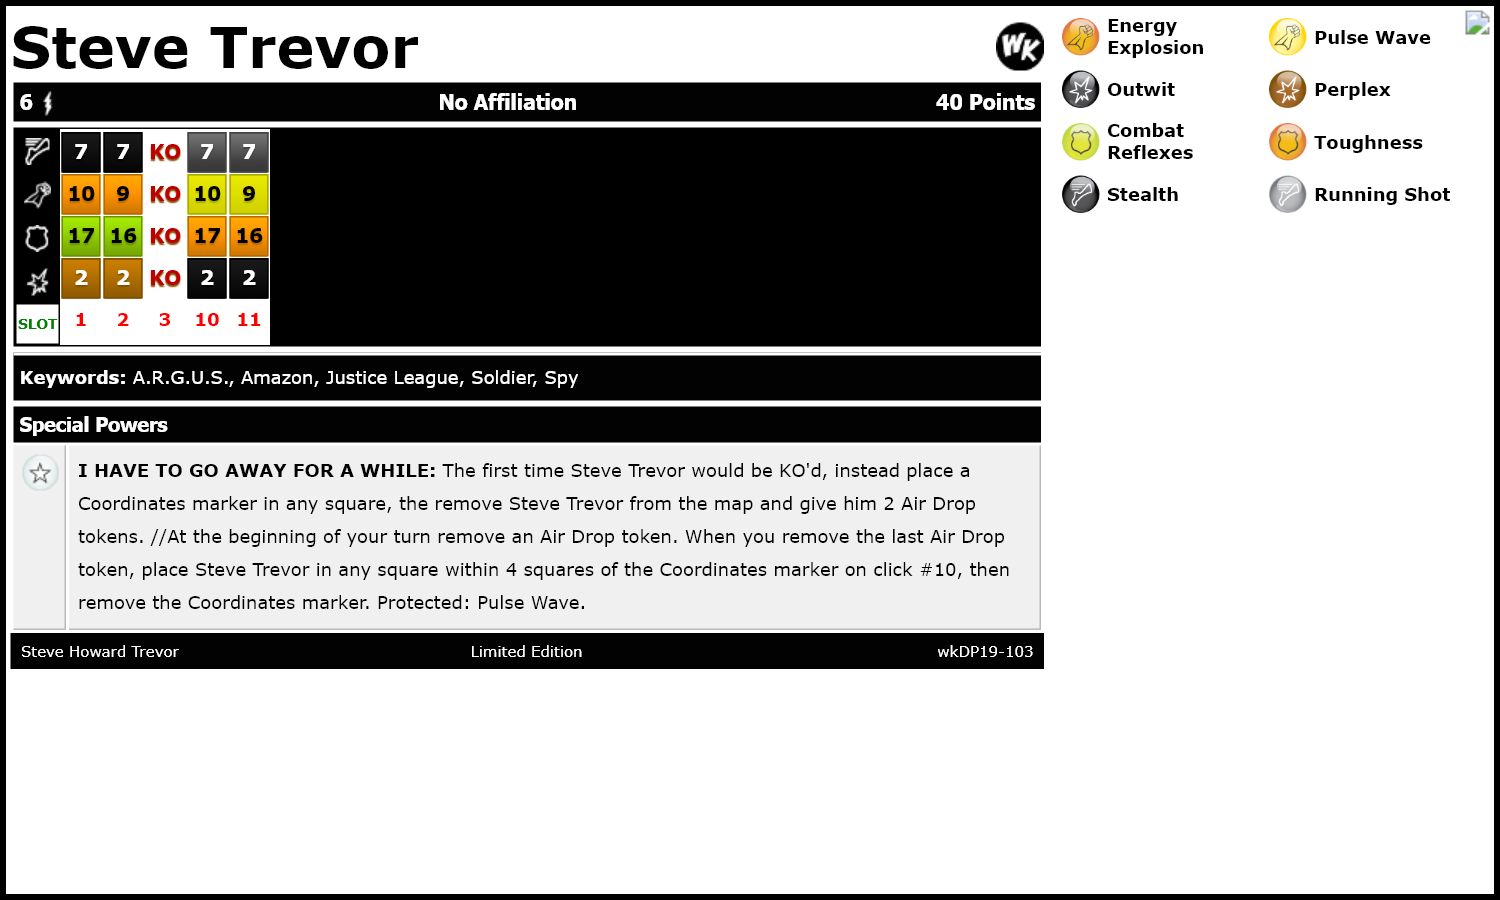 Steve Trevor
WK
6 No Affiliation 40 Points
7 7 KO 7 7
10 9 KO 10 9
17 16 KO 17 16
2 2 KO 2 2
SLOT 1 2 3 10 11
Keywords: A.R.G.U.S., Amazon, Justice League, Soldier, Spy
Special Powers
I HAVE TO GO AWAY FOR A WHILE: The first time Steve Trevor would be KO'd, instead place a
Coordinates marker in any square, the remove Steve Trevor from the map and give him 2 Air Drop
tokens. //At the beginning of your turn remove an Air Drop token. When you remove the last Air Drop
token, place Steve Trevor in any square within 4 squares of the Coordinates marker on click #10, then
remove the Coordinates marker. Protected: Pulse Wave.
Steve Howard Trevor Limited Edition wkDP19-103
Energy
Explosion
Pulse Wave
Outwit
Perplex
Combat
Reflexes
Toughness
Stealth
Running Shot